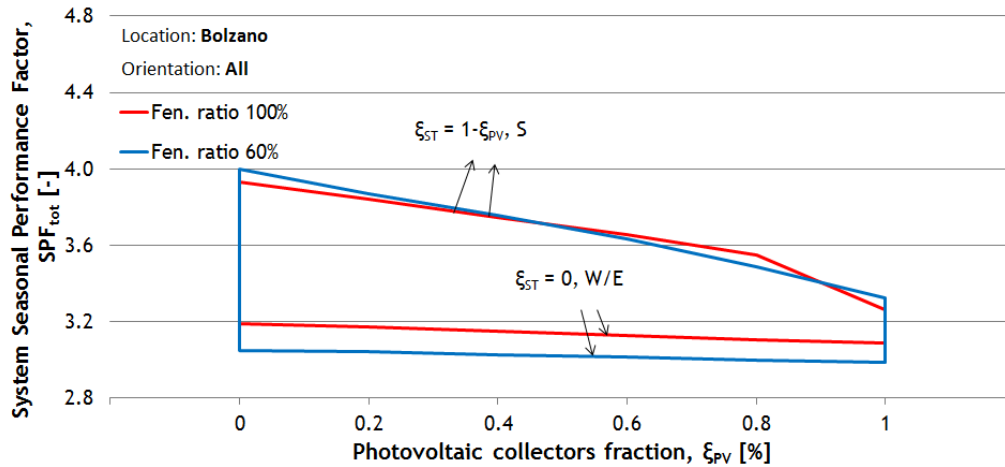 System Seasonal Performance Factor,
SPFtot [-]
4.8
4.4
4.0
3.6
3.2
2.8
Location: Bolzano
Orientation: All
Fen. ratio 100%
Fen. ratio 60%
ξST = 1-ξPV, S
ξST = 0, W/E
0 0.2 0.4 0.6 0.8 1
Photovoltaic collectors fraction, ξPV [%]